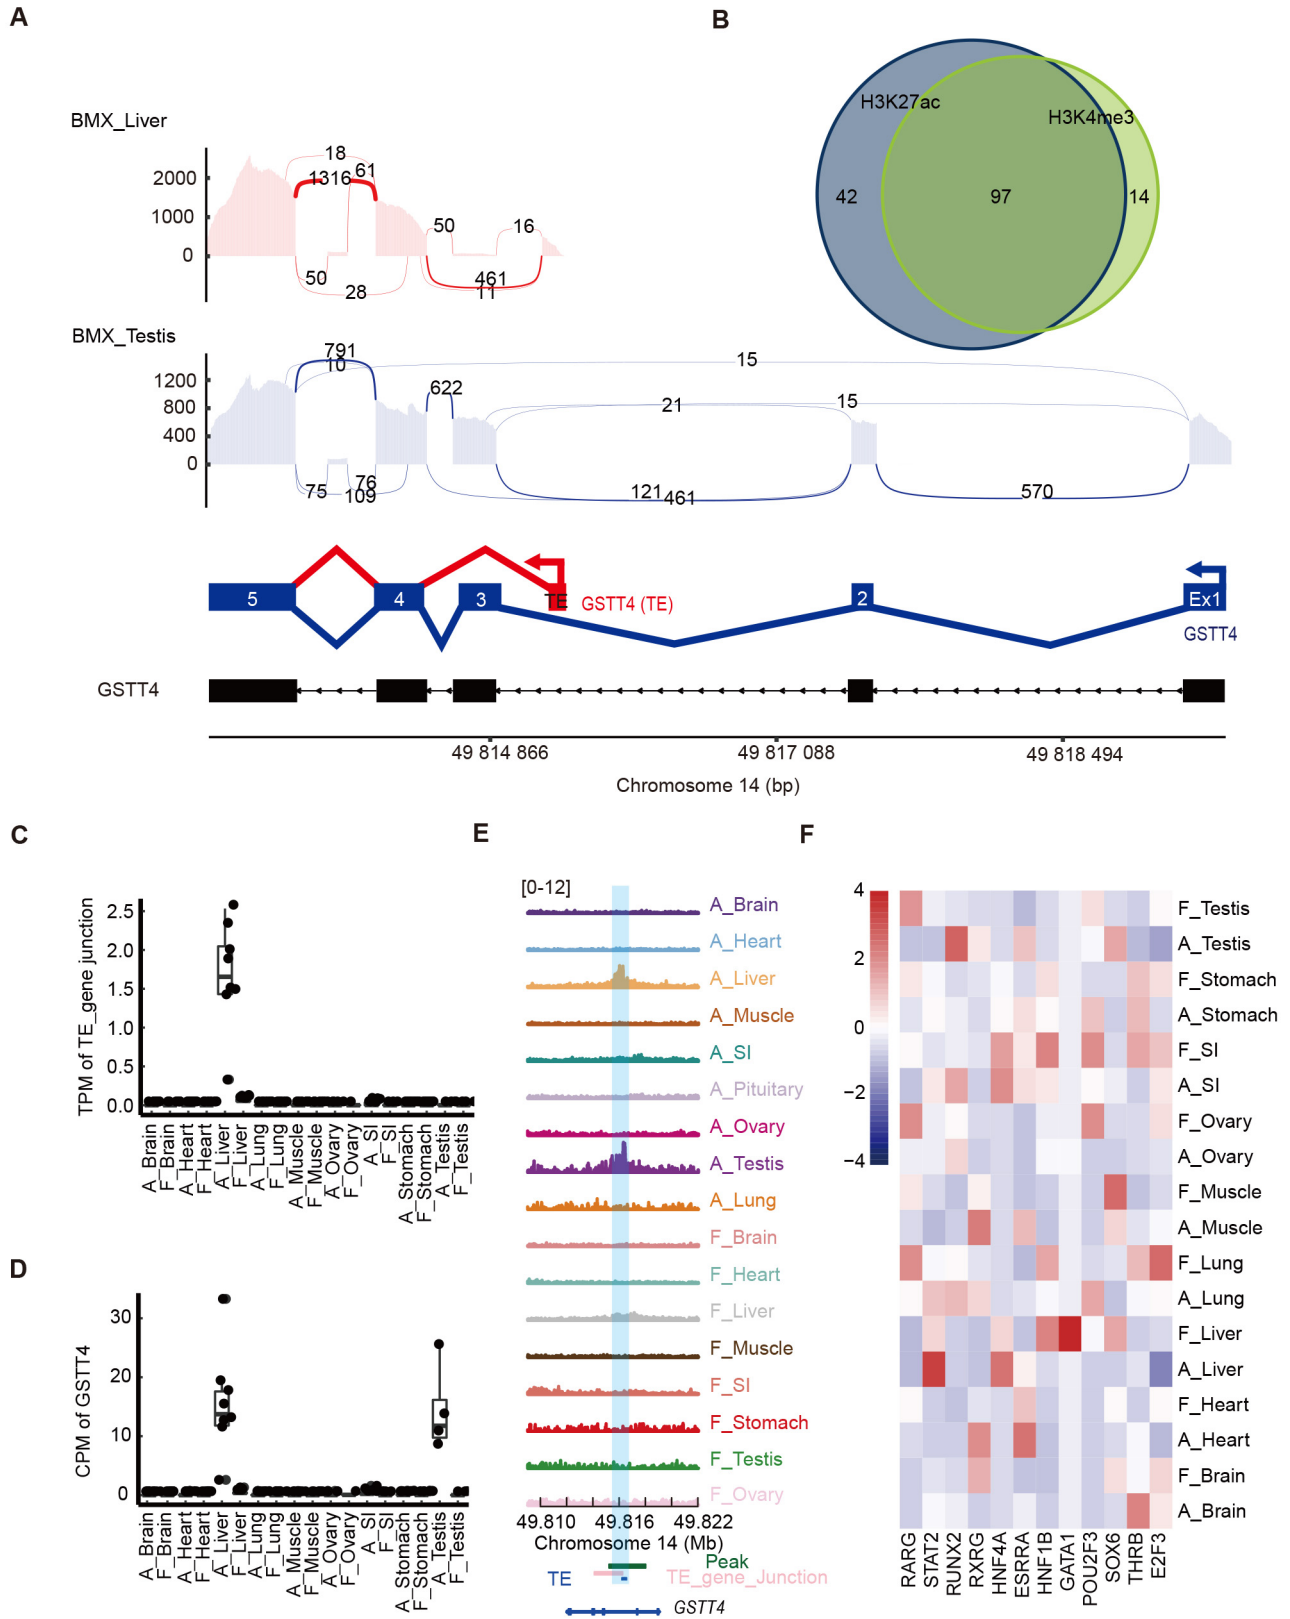 A
BMX_Liver
2000
1000
0
18
1316
61
50
16
50
28
461
11
BMX_Testis
1200
800
400
0
791
10
622
15
21
15
75
76
109
121
461
570
5
4
3
TE
GSTT4 (TE)
2
Ex1
GSTT4
GSTT4
49 814 866
49 817 088
49 818 494
Chromosome 14 (bp)
B
H3K27ac
H3K4me3
42
97
14
C
TPM of TE_gene junction
2.5
2.0
1.5
1.0
0.5
0.0
A_Brain
F_Brain
A_Heart
F_Heart
A_Liver
F_Liver
A_Lung
F_Lung
A_Muscle
F_Muscle
A_Ovary
F_Ovary
A_SI
F_SI
A_Stomach
F_Stomach
A_Testis
F_Testis
D
CPM of GSTT4
30
20
10
0
A_Brain
F_Brain
A_Heart
F_Heart
A_Liver
F_Liver
A_Lung
F_Lung
A_Muscle
F_Muscle
A_Ovary
F_Ovary
A_SI
F_SI
A_Stomach
F_Stomach
A_Testis
F_Testis
E
[0-12]
A_Brain
A_Heart
A_Liver
A_Muscle
A_SI
A_Pituitary
A_Ovary
A_Testis
A_Lung
F_Brain
F_Heart
F_Liver
F_Muscle
F_SI
F_Stomach
F_Testis
F_Ovary
49.810
49.816
49.822
Chromosome 14 (Mb)
Peak
TE
TE_gene_Junction
GSTT4
F
4
2
0
−2
−4
F_Testis
A_Testis
F_Stomach
A_Stomach
F_SI
A_SI
F_Ovary
A_Ovary
F_Muscle
A_Muscle
F_Lung
A_Lung
F_Liver
A_Liver
F_Heart
A_Heart
F_Brain
A_Brain
RARG
STAT2
RUNX2
RXRG
HNF4A
ESRRA
HNF1B
GATA1
POU2F3
SOX6
THRB
E2F3